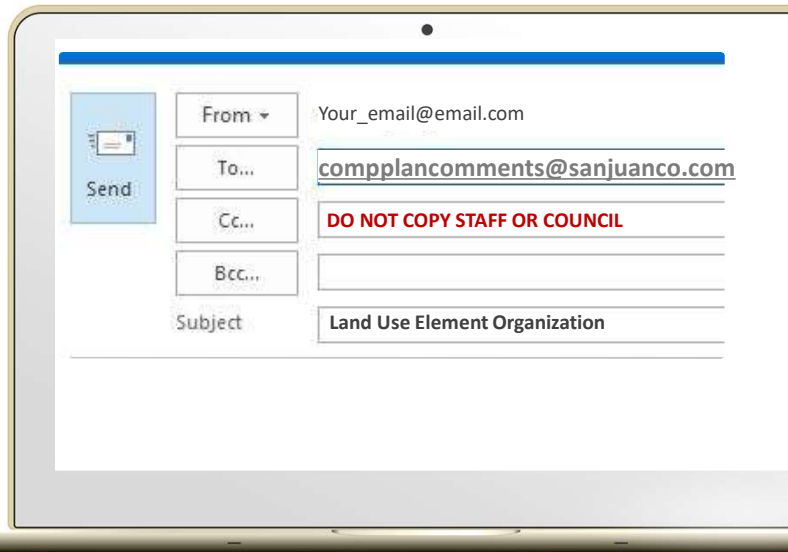 From
Your_email@email.com
Send
To...
compplancomments@sanjuanco.com
Cc...
DO NOT COPY STAFF OR COUNCIL
Bcc...
Subject
Land Use Element Organization